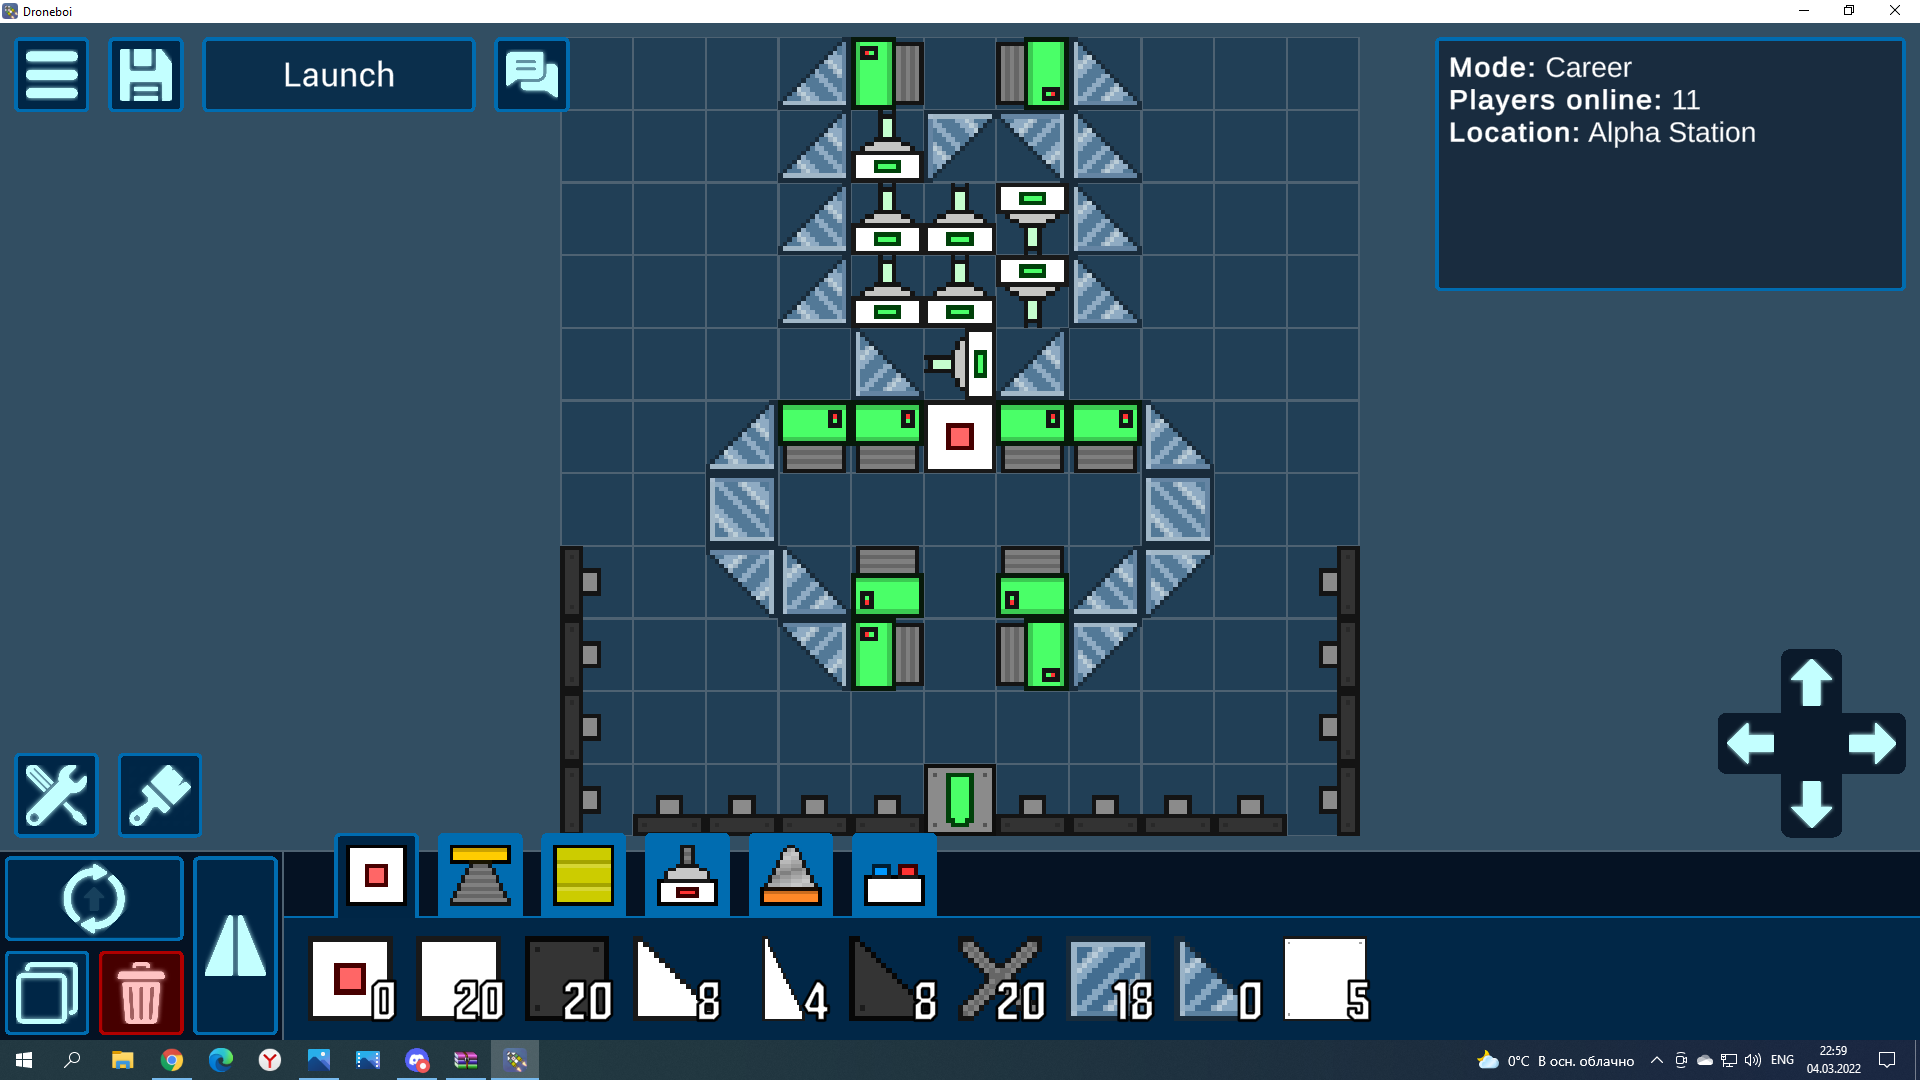 Droneboi
Launch
Mode: Career
Players online: 11
Location: Alpha Station
0
20
20
8
4
8
20
18
0
5
0°C В осн. облачно
ENG
22:59
04.03.2022